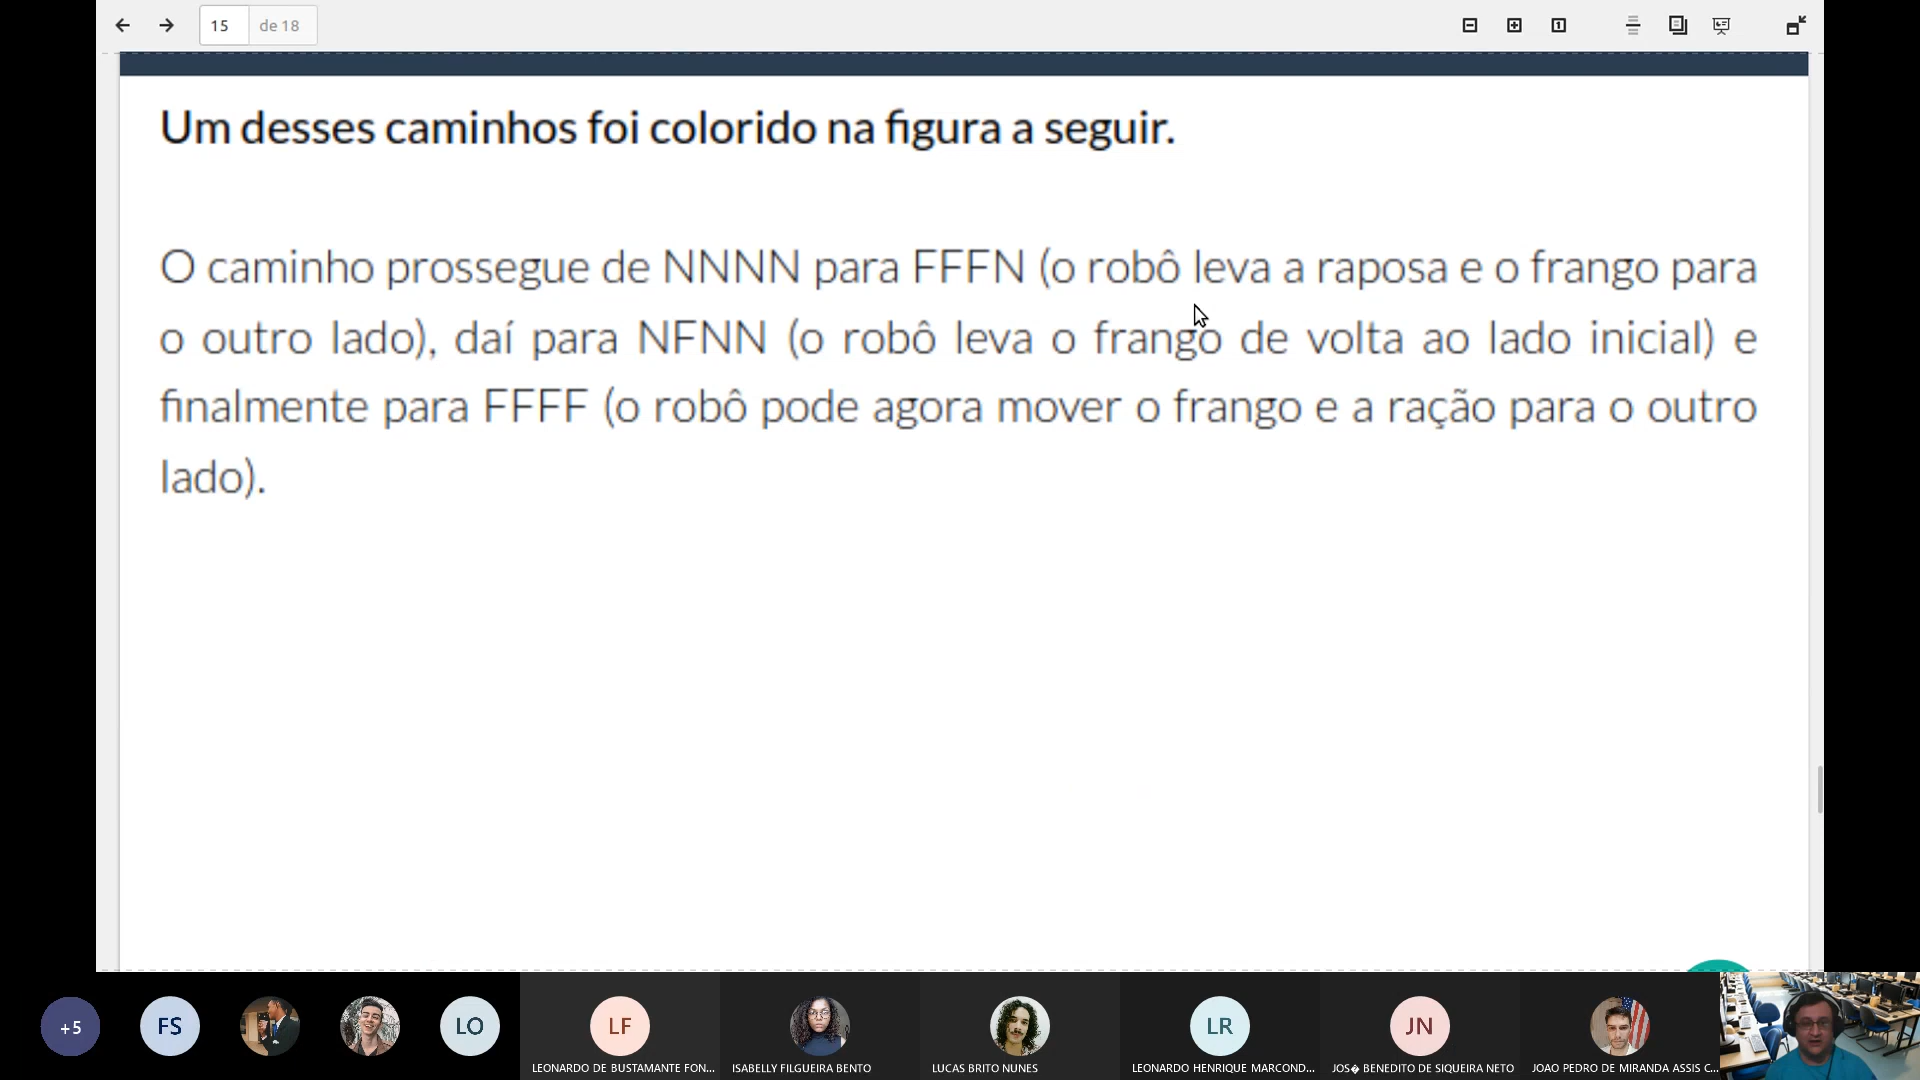 15 de 18
Um desses caminhos foi colorido na figura a seguir.
O caminho prossegue de NNNN para FFFN (o robô leva a raposa e o frango para
o outro lado), daí para NFNN (o robô leva o frango de volta ao lado inicial) e
finalmente para FFFF (o robô pode agora mover o frango e a ração para o outro
lado).
+5 FS LO LF LR JN
LEONARDO DE BUSTAMANTE FON... ISABELLY FILGUEIRA BENTO LUCAS BRITO NUNES LEONARDO HENRIQUE MARCOND... JOS� BENEDITO DE SIQUEIRA NETO JOAO PEDRO DE MIRANDA ASSIS C...